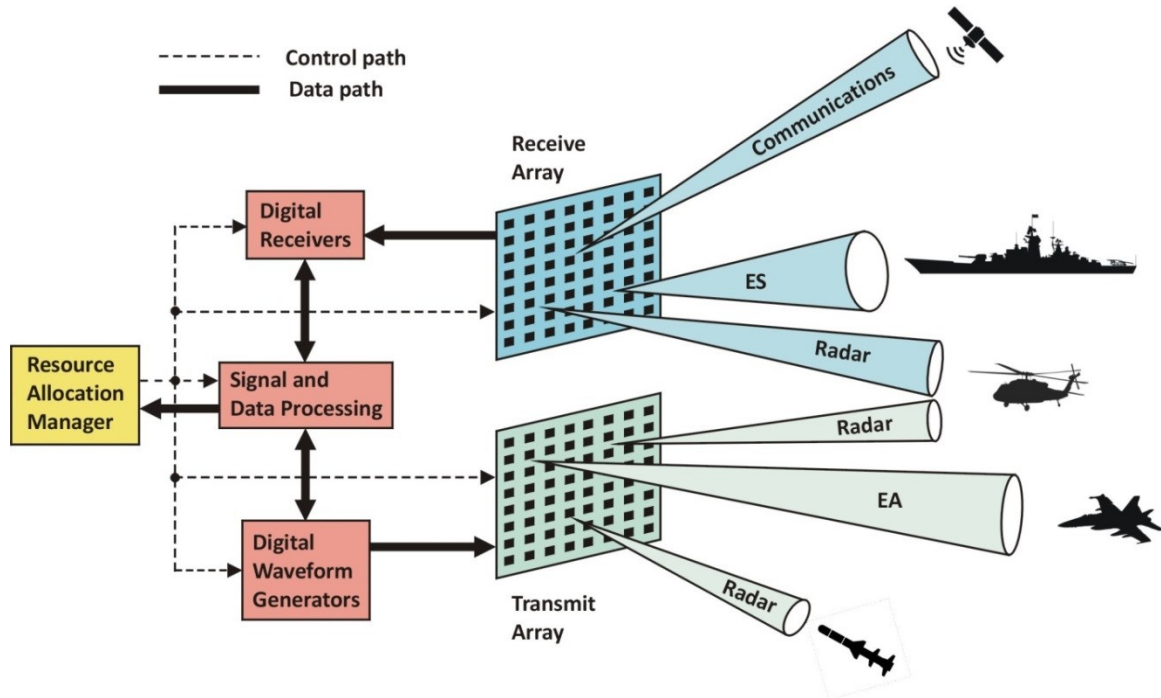 Control path
Data path
Communications
Receive
Array
Digital
Receivers
ES
Resource
Allocation
Manager
Signal and
Data Processing
Radar
Radar
EA
Digital
Waveform
Generators
Radar
Transmit
Array